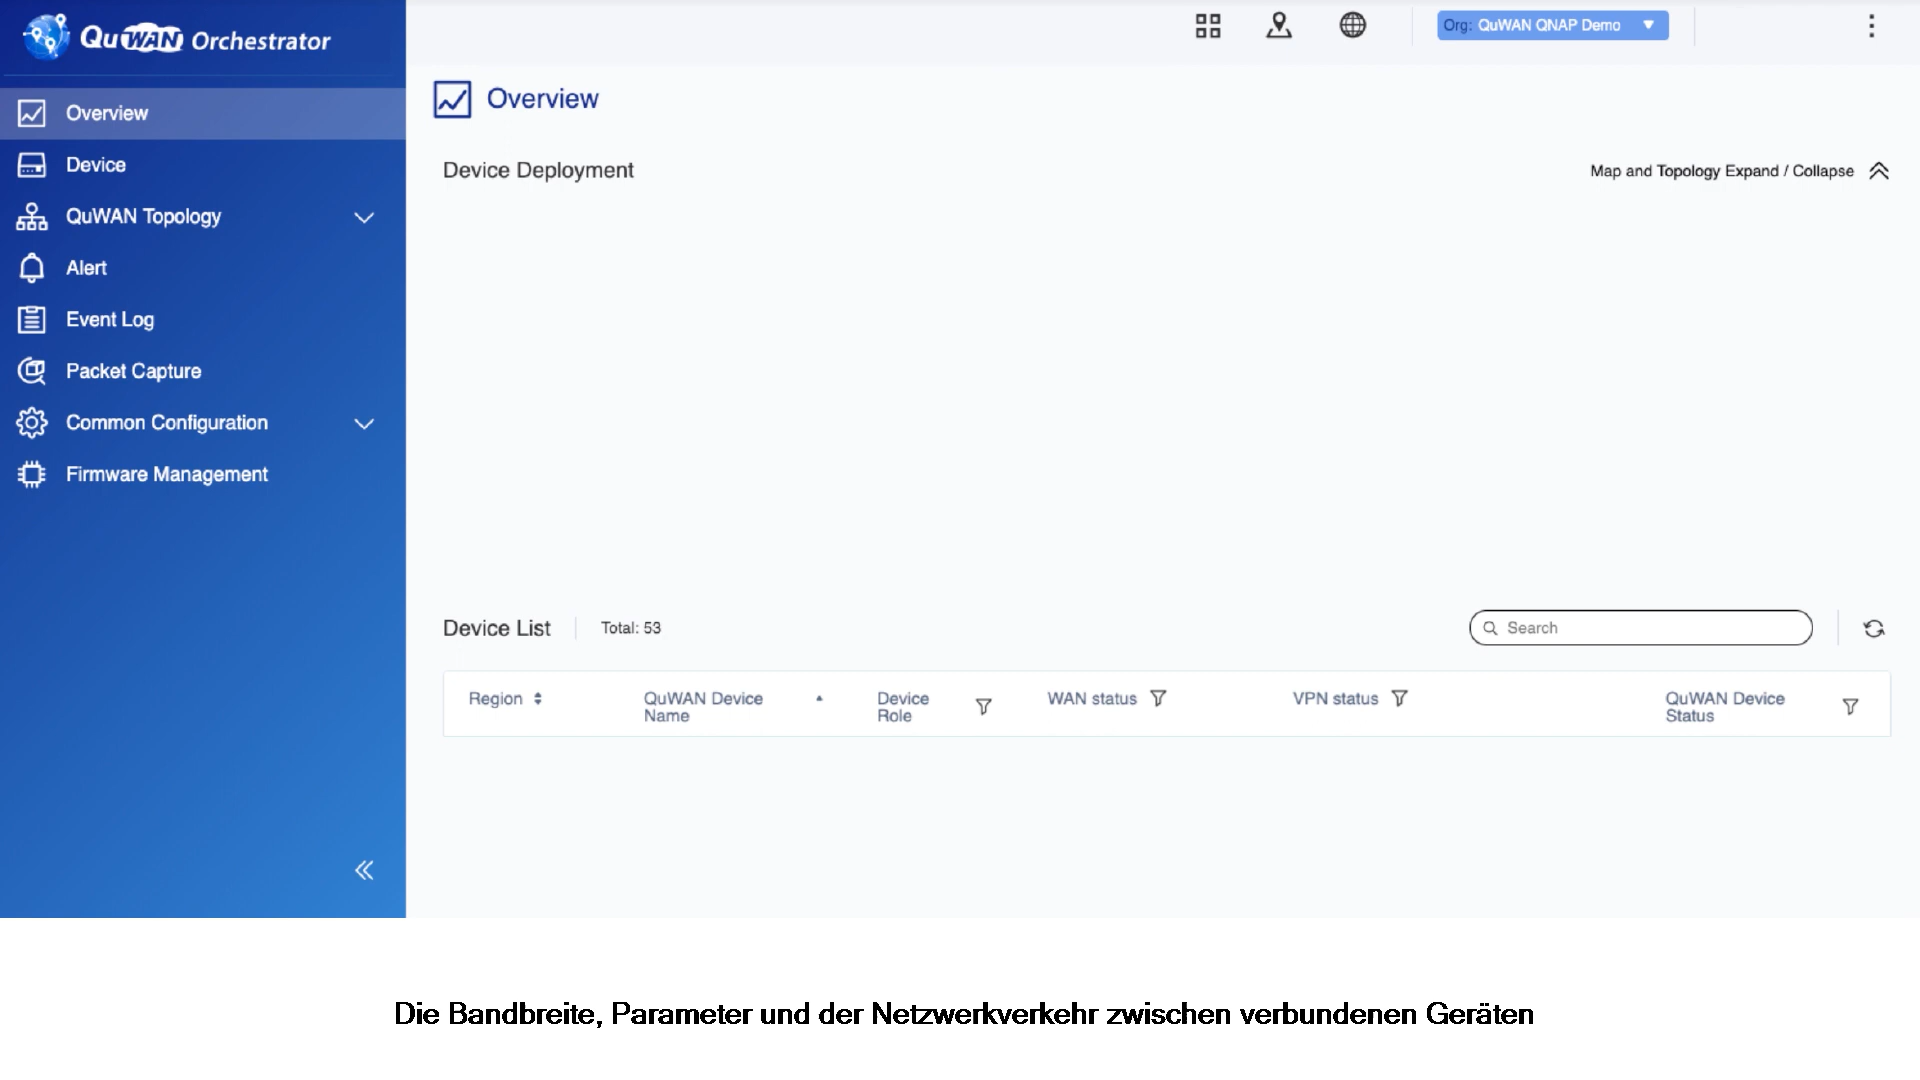 QuWAN Orchestrator
Org: QuWAN QNAP Demo
Overview
Device
QuWAN Topology
Alert
Event Log
Packet Capture
Common Configuration
Firmware Management
Overview
Device Deployment
Map and Topology Expand / Collapse
Device List
Total: 53
Search
Region
QuWAN Device
Name
Device
Role
WAN status
VPN status
QuWAN Device
Status
Die Bandbreite, Parameter und der Netzwerkverkehr zwischen verbundenen Geräten